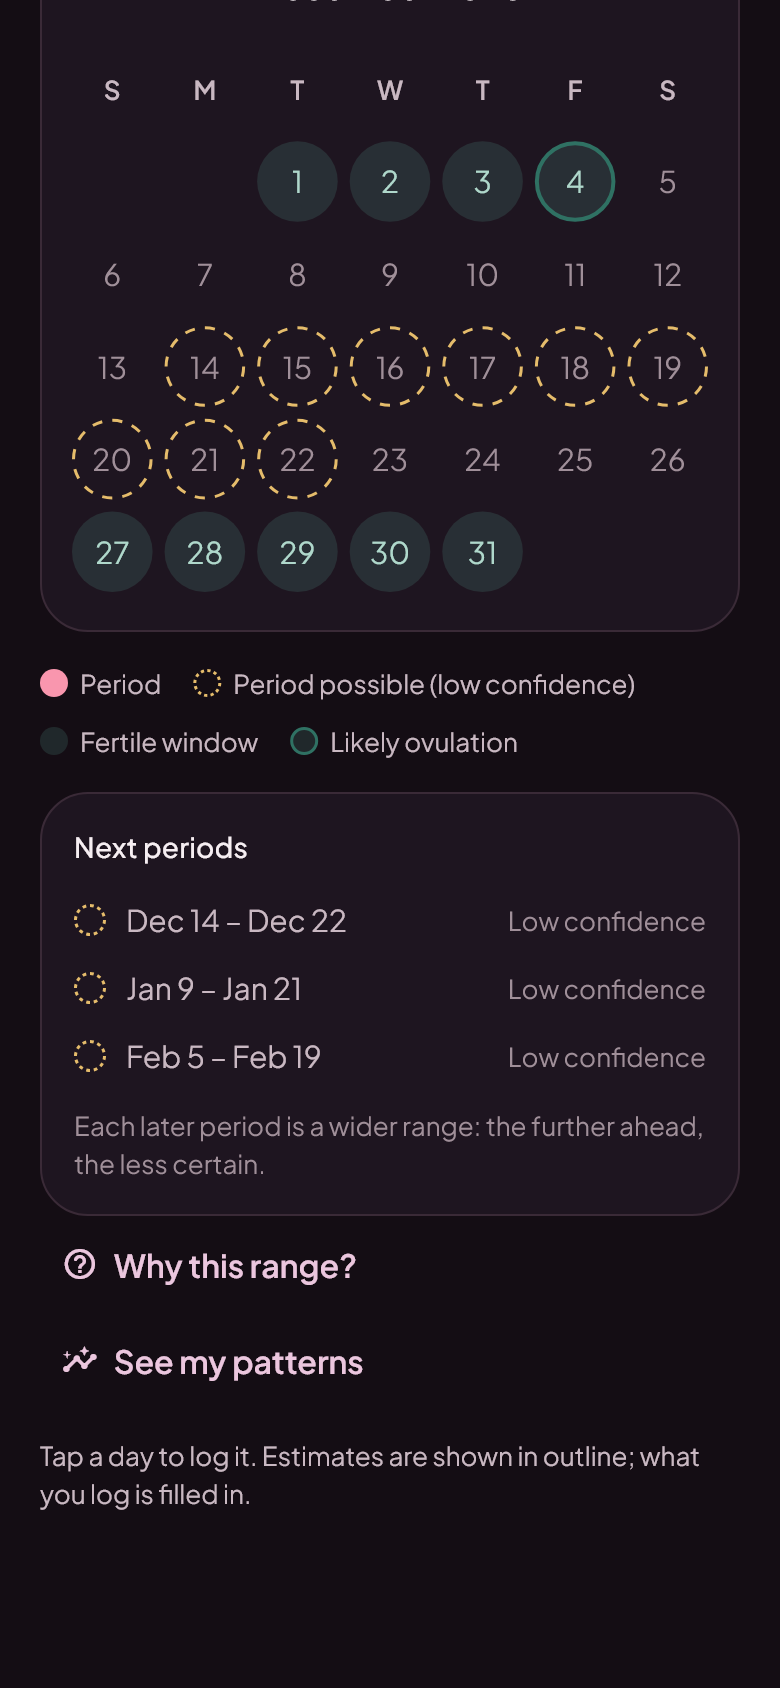 S M T W T F S
1 2 3 4 5
6 7 8 9 10 11 12
13 14 15 16 17 18 19
20 21 22 23 24 25 26
27 28 29 30 31
Period Period possible (low confidence)
Fertile window Likely ovulation
Next periods
Dec 14 – Dec 22 Low confidence
Jan 9 – Jan 21 Low confidence
Feb 5 – Feb 19 Low confidence
Each later period is a wider range: the further ahead,
the less certain.
Why this range?
See my patterns
Tap a day to log it. Estimates are shown in outline; what
you log is filled in.